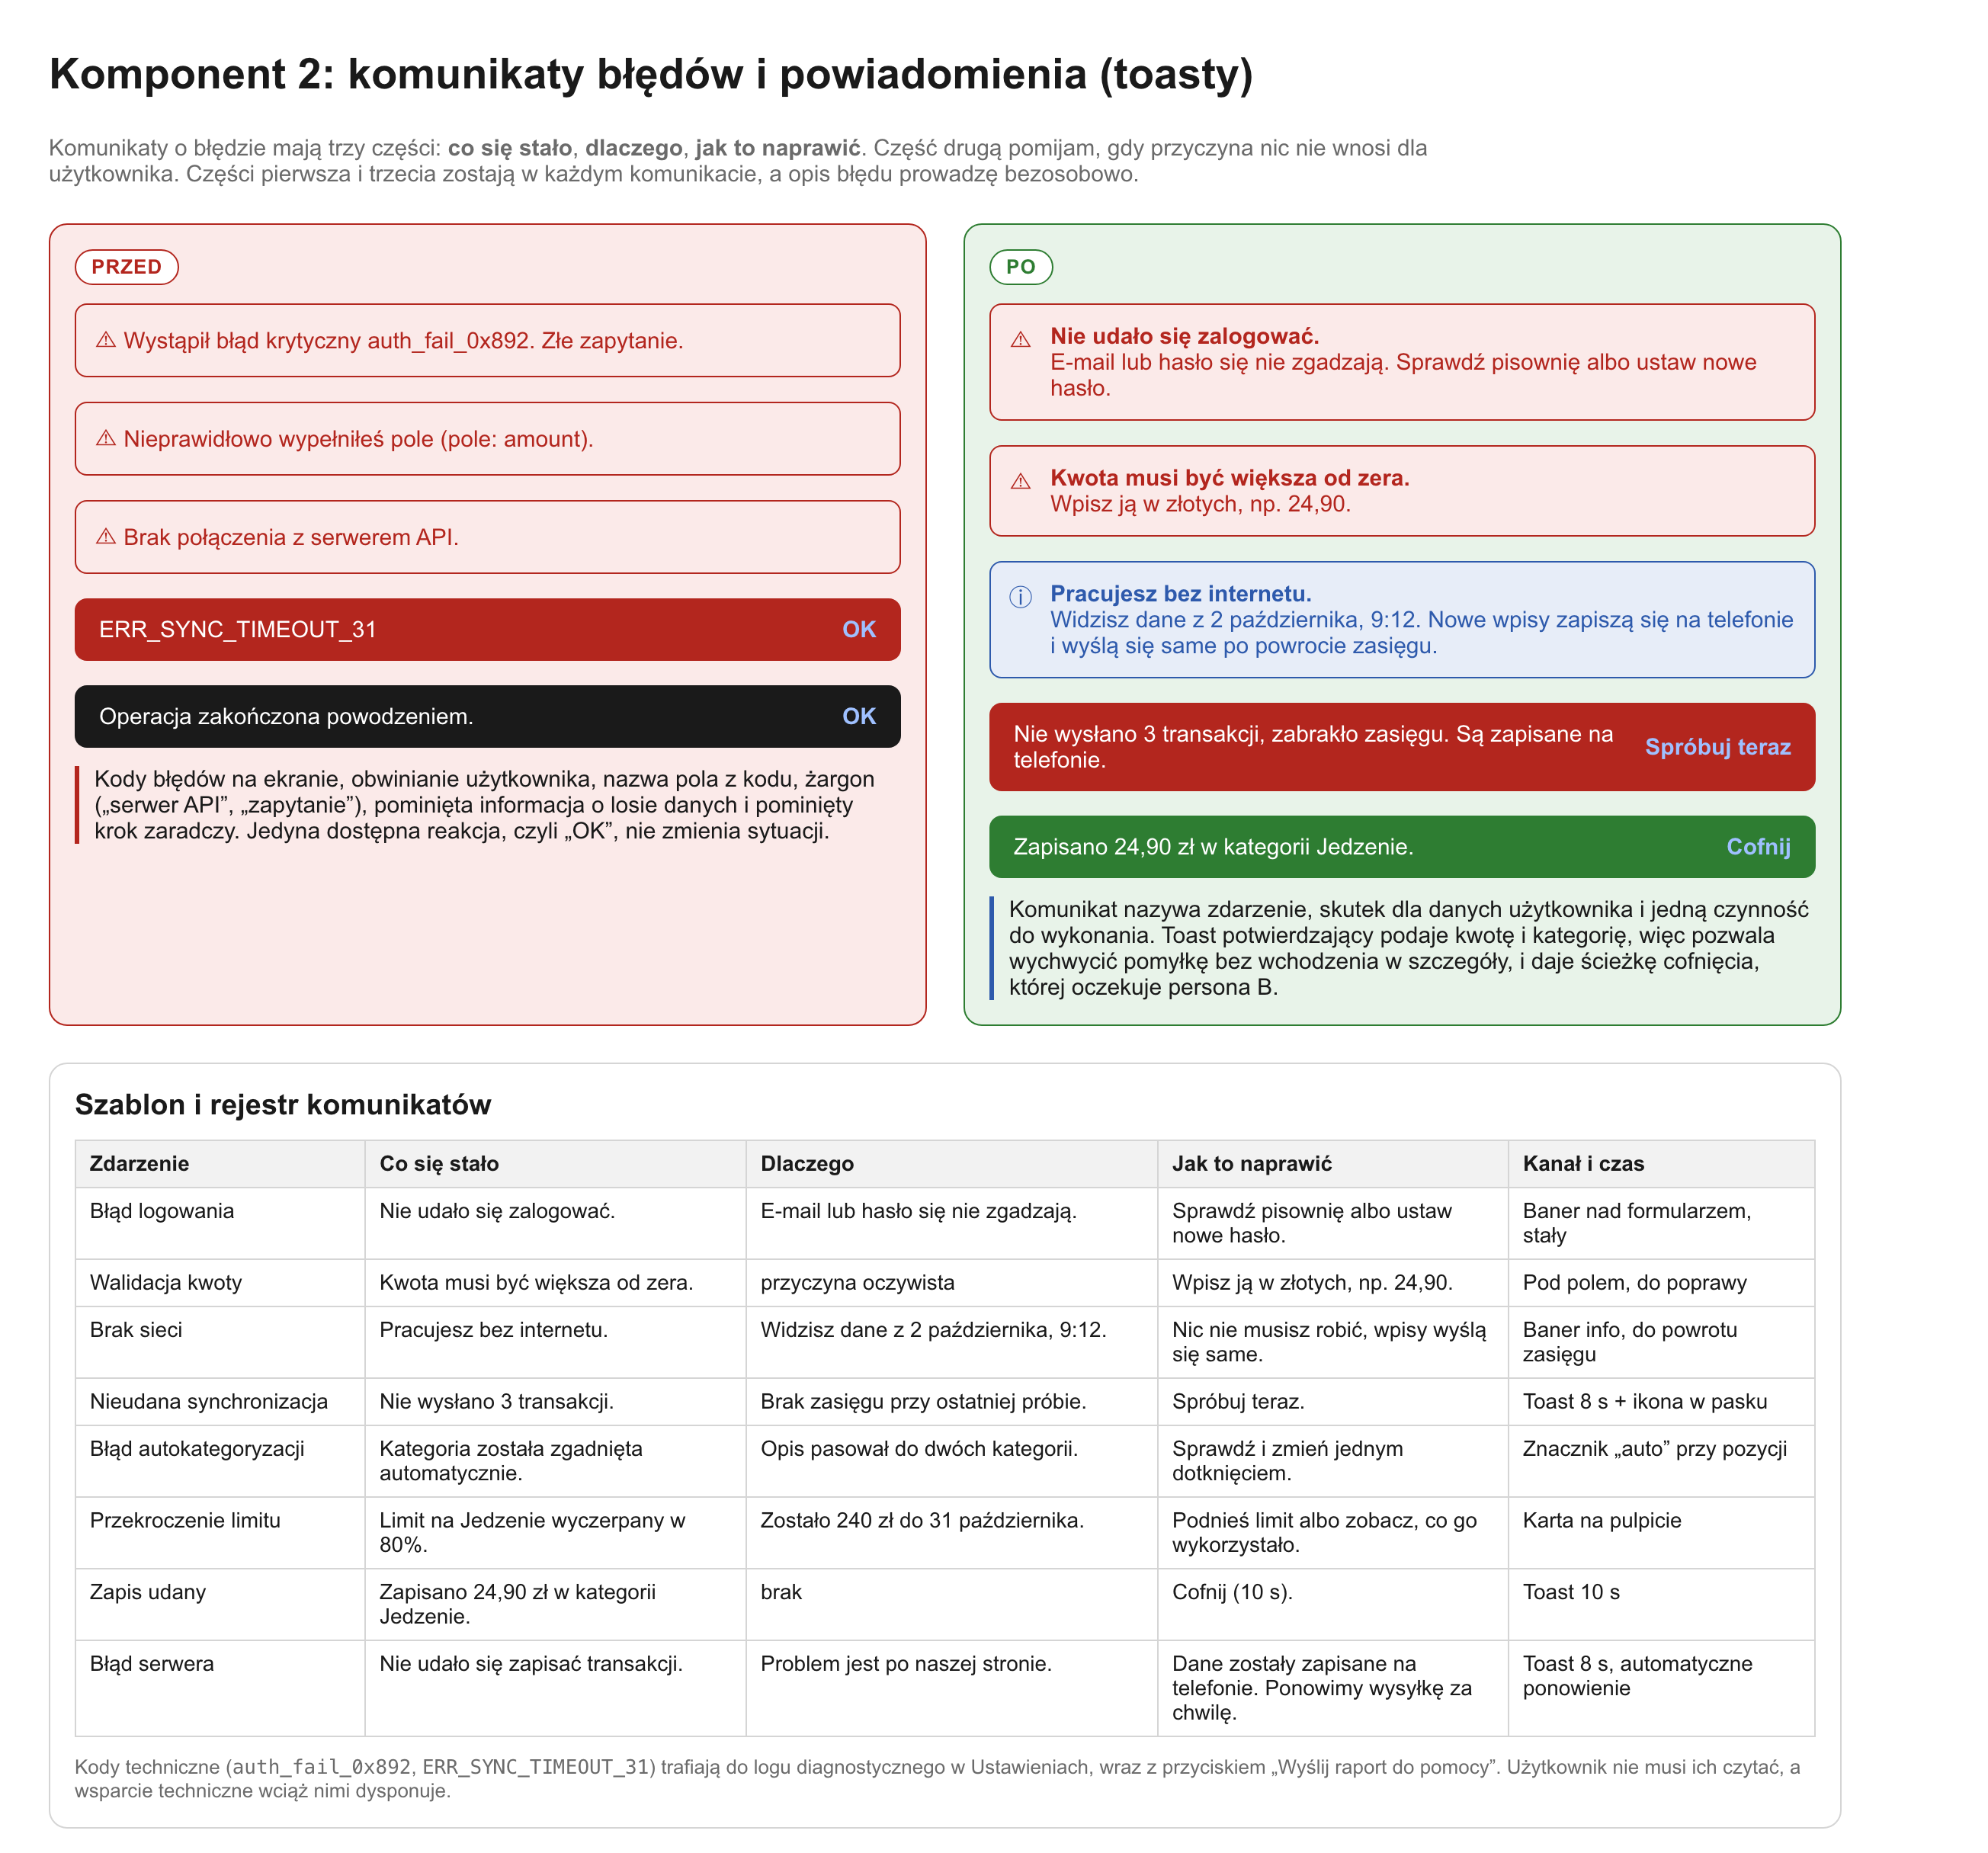 Komponent 2: komunikaty błędów i powiadomienia (toasty)
Komunikaty o błędzie mają trzy części: co się stało, dlaczego, jak to naprawić. Część drugą pomijam, gdy przyczyna nic nie wnosi dla
użytkownika. Części pierwsza i trzecia zostają w każdym komunikacie, a opis błędu prowadzę bezosobowo.
PRZED
⚠ Wystąpił błąd krytyczny auth_fail_0x892. Złe zapytanie.
⚠ Nieprawidłowo wypełniłeś pole (pole: amount).
⚠ Brak połączenia z serwerem API.
ERR_SYNC_TIMEOUT_31 OK
Operacja zakończona powodzeniem. OK
Kody błędów na ekranie, obwinianie użytkownika, nazwa pola z kodu, żargon
(„serwer API”, „zapytanie”), pominięta informacja o losie danych i pominięty
krok zaradczy. Jedyna dostępna reakcja, czyli „OK”, nie zmienia sytuacji.
PO
⚠ Nie udało się zalogować.
E-mail lub hasło się nie zgadzają. Sprawdź pisownię albo ustaw nowe
hasło.
⚠ Kwota musi być większa od zera.
Wpisz ją w złotych, np. 24,90.
ⓘ Pracujesz bez internetu.
Widzisz dane z 2 października, 9:12. Nowe wpisy zapiszą się na telefonie
i wyślą się same po powrocie zasięgu.
Nie wysłano 3 transakcji, zabrakło zasięgu. Są zapisane na
telefonie.
Spróbuj teraz
Zapisano 24,90 zł w kategorii Jedzenie. Cofnij
Komunikat nazywa zdarzenie, skutek dla danych użytkownika i jedną czynność
do wykonania. Toast potwierdzający podaje kwotę i kategorię, więc pozwala
wychwycić pomyłkę bez wchodzenia w szczegóły, i daje ścieżkę cofnięcia,
której oczekuje persona B.
Szablon i rejestr komunikatów
Zdarzenie
Co się stało
Dlaczego
Jak to naprawić
Kanał i czas
Błąd logowania
Nie udało się zalogować.
E-mail lub hasło się nie zgadzają.
Sprawdź pisownię albo ustaw
nowe hasło.
Baner nad formularzem,
stały
Walidacja kwoty
Kwota musi być większa od zera.
przyczyna oczywista
Wpisz ją w złotych, np. 24,90.
Pod polem, do poprawy
Brak sieci
Pracujesz bez internetu.
Widzisz dane z 2 października, 9:12.
Nic nie musisz robić, wpisy wyślą
się same.
Baner info, do powrotu
zasięgu
Nieudana synchronizacja
Nie wysłano 3 transakcji.
Brak zasięgu przy ostatniej próbie.
Spróbuj teraz.
Toast 8 s + ikona w pasku
Błąd autokategoryzacji
Kategoria została zgadnięta
automatycznie.
Opis pasował do dwóch kategorii.
Sprawdź i zmień jednym
dotknięciem.
Znacznik „auto” przy pozycji
Przekroczenie limitu
Limit na Jedzenie wyczerpany w
80%.
Zostało 240 zł do 31 października.
Podnieś limit albo zobacz, co go
wykorzystało.
Karta na pulpicie
Zapis udany
Zapisano 24,90 zł w kategorii
Jedzenie.
brak
Cofnij (10 s).
Toast 10 s
Błąd serwera
Nie udało się zapisać transakcji.
Problem jest po naszej stronie.
Dane zostały zapisane na
telefonie. Ponowimy wysyłkę za
chwilę.
Toast 8 s, automatyczne
ponowienie
Kody techniczne (auth_fail_0x892, ERR_SYNC_TIMEOUT_31) trafiają do logu diagnostycznego w Ustawieniach, wraz z przyciskiem „Wyślij raport do pomocy”. Użytkownik nie musi ich czytać, a
wsparcie techniczne wciąż nimi dysponuje.